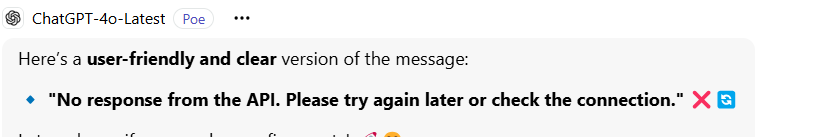 ChatGPT-4o-Latest Poe
Here's a user-friendly and clear version of the message:
"No response from the API. Please try again later or check the connection."